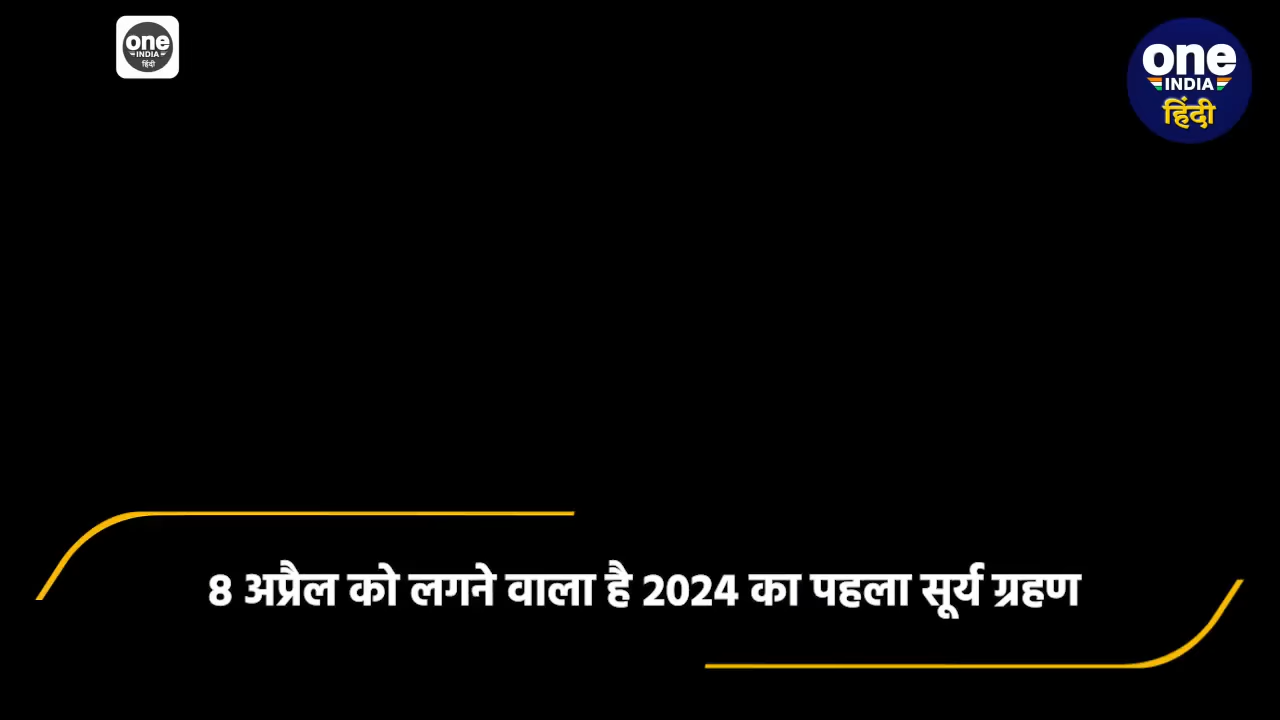 one
INDIA
हिंदी
one
INDIA
हिंदी
8 अप्रैल को लगने वाला है 2024 का पहला सूर्य ग्रहण